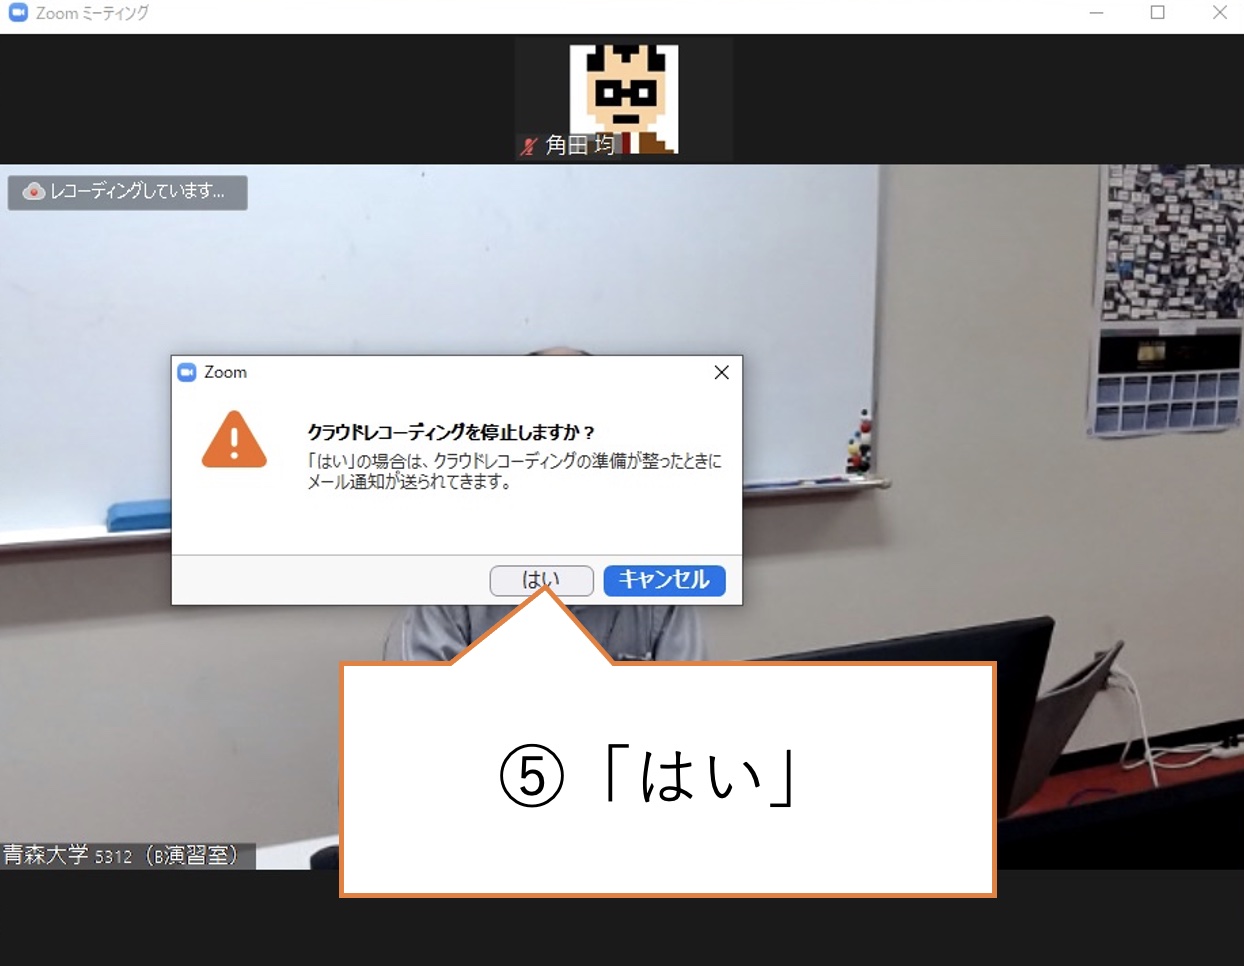 Zoom ミーティング
角田 均
レコーディングしています...
Zoom
クラウドレコーディングを停止しますか？
「はい」の場合は、クラウドレコーディングの準備が整ったときに
メール通知が送られてきます。
はい
キャンセル
⑤「はい」
青森大学 5312（B演習室）